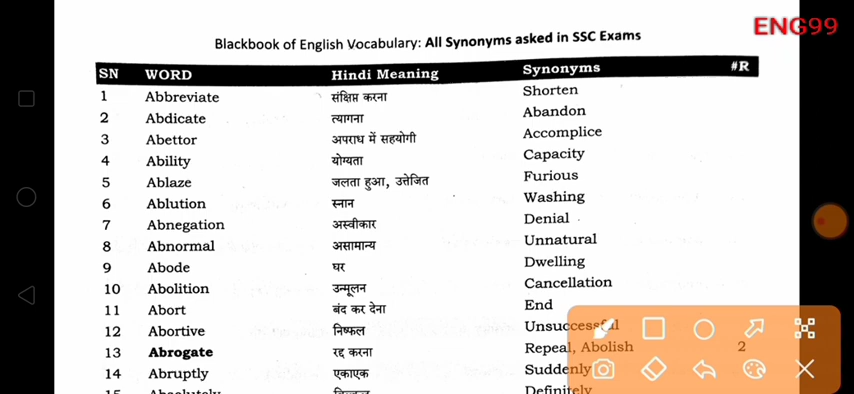 ENG99
Blackbook of English Vocabulary: All Synonyms asked in SSC Exams
SN WORD Hindi Meaning Synonyms #R
1 Abbreviate संक्षिप्त करना Shorten
2 Abdicate त्यागना Abandon
3 Abettor अपराध में सहयोगी Accomplice
4 Ability योग्यता Capacity
5 Ablaze जलता हुआ, उत्तेजित Furious
6 Ablution स्नान Washing
7 Abnegation अस्वीकार Denial
8 Abnormal असामान्य Unnatural
9 Abode घर Dwelling
10 Abolition उन्मूलन Cancellation
11 Abort बंद कर देना End
12 Abortive निष्फल Unsuccessful
13 Abrogate रद्द करना Repeal, Abolish 2
14 Abruptly एकाएक Suddenly
15 Absolutely बिल्कुल Definitely